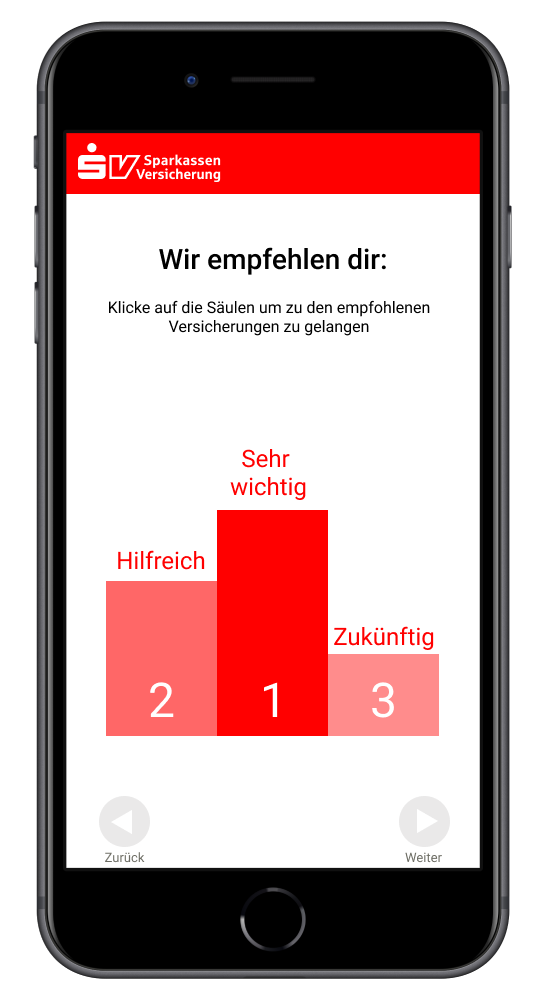 Sparkassen
Versicherung
Wir empfehlen dir:
Klicke auf die Säulen um zu den empfohlenen
Versicherungen zu gelangen
Sehr
wichtig
Hilfreich
Zukünftig
2
1
3
Zurück
Weiter